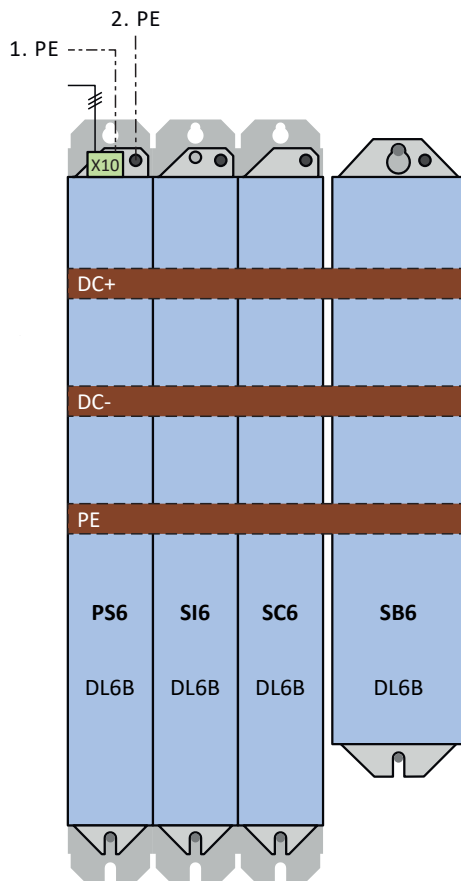 2. PE
1. PE
X10
DC+
DC-
PE
PS6 SI6 SC6 SB6
DL6B DL6B DL6B DL6B